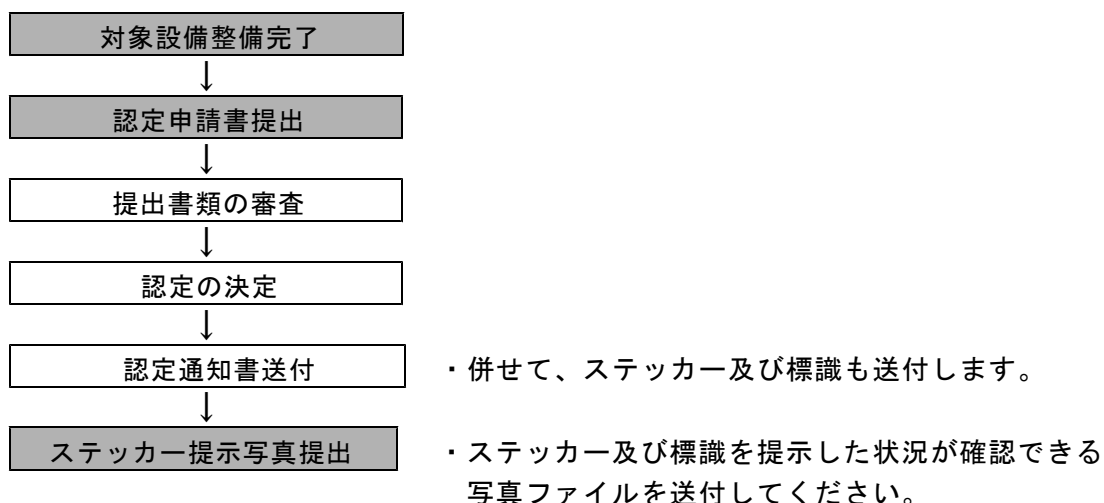 対象設備整備完了
↓
認定申請書提出
↓
提出書類の審査
↓
認定の決定
↓
認定通知書送付 ・併せて、ステッカー及び標識も送付します。
↓
ステッカー提示写真提出 ・ステッカー及び標識を提示した状況が確認できる
写真ファイルを送付してください。